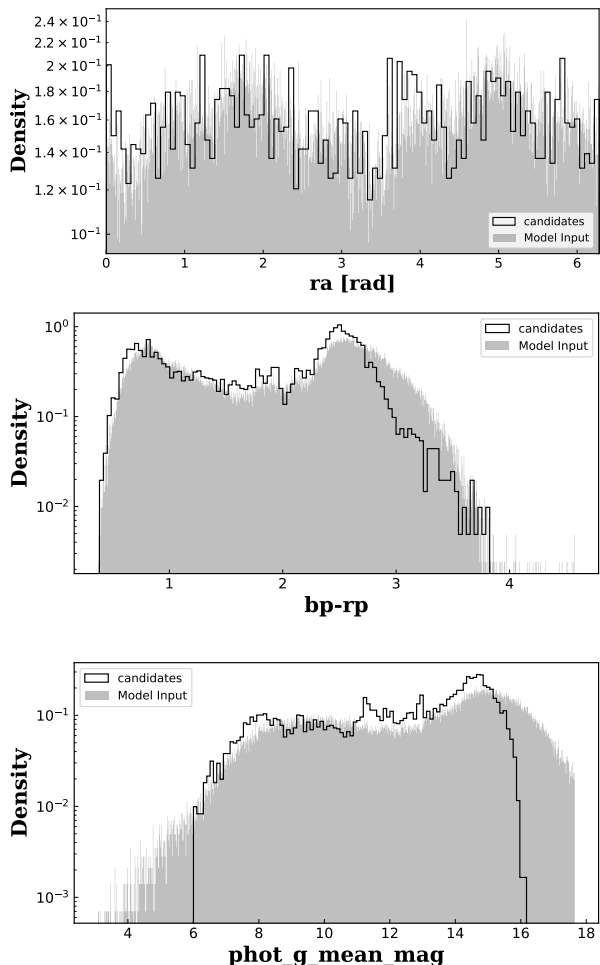 2.4 × 10⁻¹
2.2 × 10⁻¹
2 × 10⁻¹
1.8 × 10⁻¹
1.6 × 10⁻¹
1.4 × 10⁻¹
1.2 × 10⁻¹
10⁻¹
Density
candidates
Model Input
0 1 2 3 4 5 6
ra [rad]
10⁰
10⁻¹
10⁻²
Density
candidates
Model Input
1 2 3 4
bp-rp
10⁻¹
10⁻²
10⁻³
Density
candidates
Model Input
4 6 8 10 12 14 16 18
phot_g_mean_mag